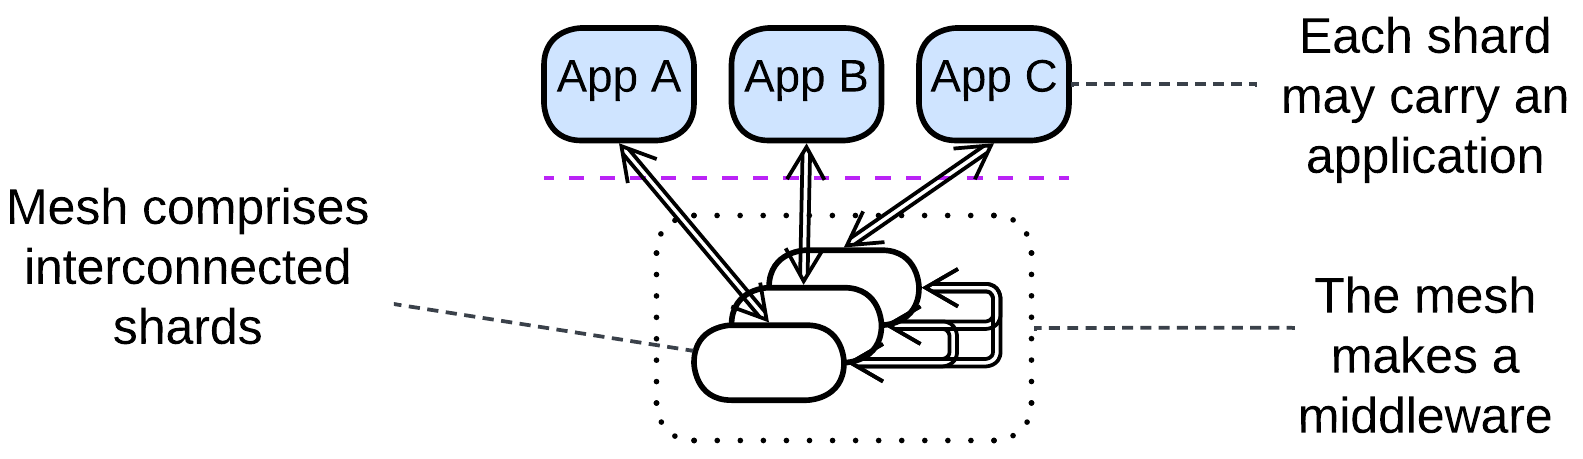 App A
App B
App C
Each shard
may carry an
application
Mesh comprises
interconnected
shards
The mesh
makes a
middleware